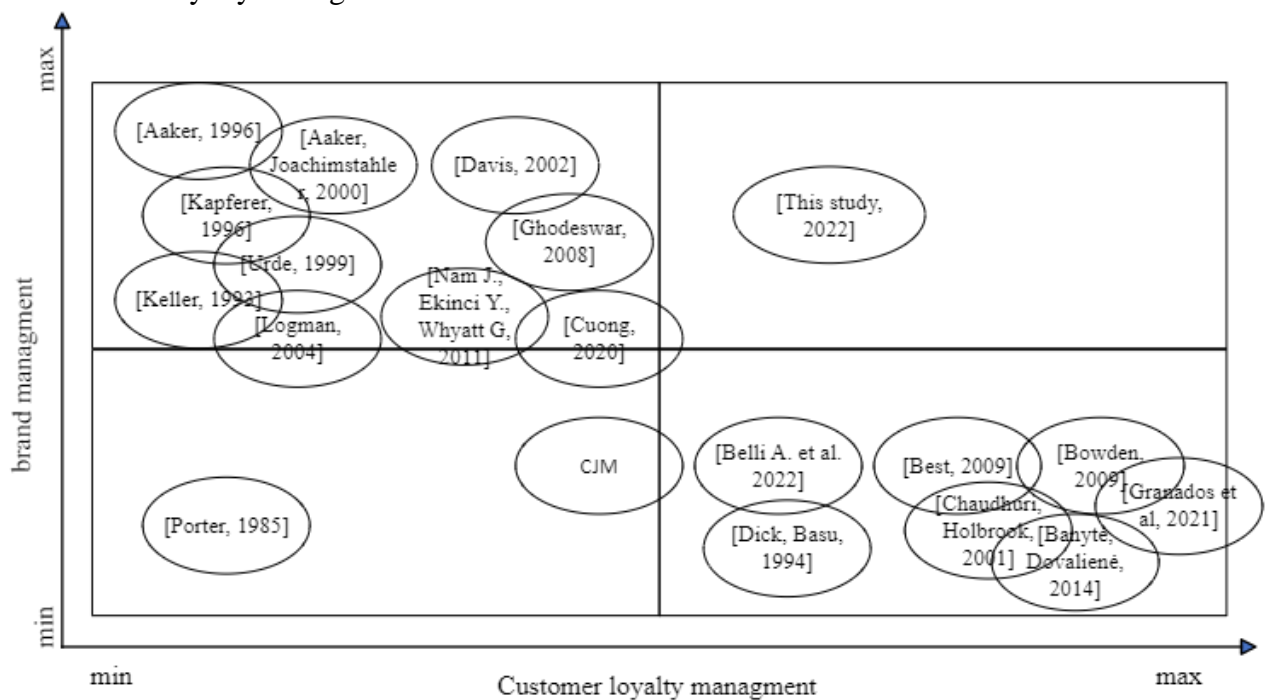 max
[Aaker, 1996]
[Aaker,
Joachimstahle
r, 2000]
[Davis, 2002]
[Kapferer,
1996]
[This study,
2022]
[Ghodeswar,
2008]
[Urde, 1999]
[Keller, 1993]
[Nam J.,
Ekinci Y.,
Whyatt G,
2011]
[Logman,
2004]
[Cuong,
2020]
brand managment
CJM
[Belli A. et al.
2022]
[Best, 2009]
[Bowden,
2009]
[Granados et
al, 2021]
[Chaudhuri,
Holbrook,
2001]
[Porter, 1985]
[Dick, Basu,
1994]
[Banytė,
Dovalienė,
2014]
min
min
Customer loyalty managment
max